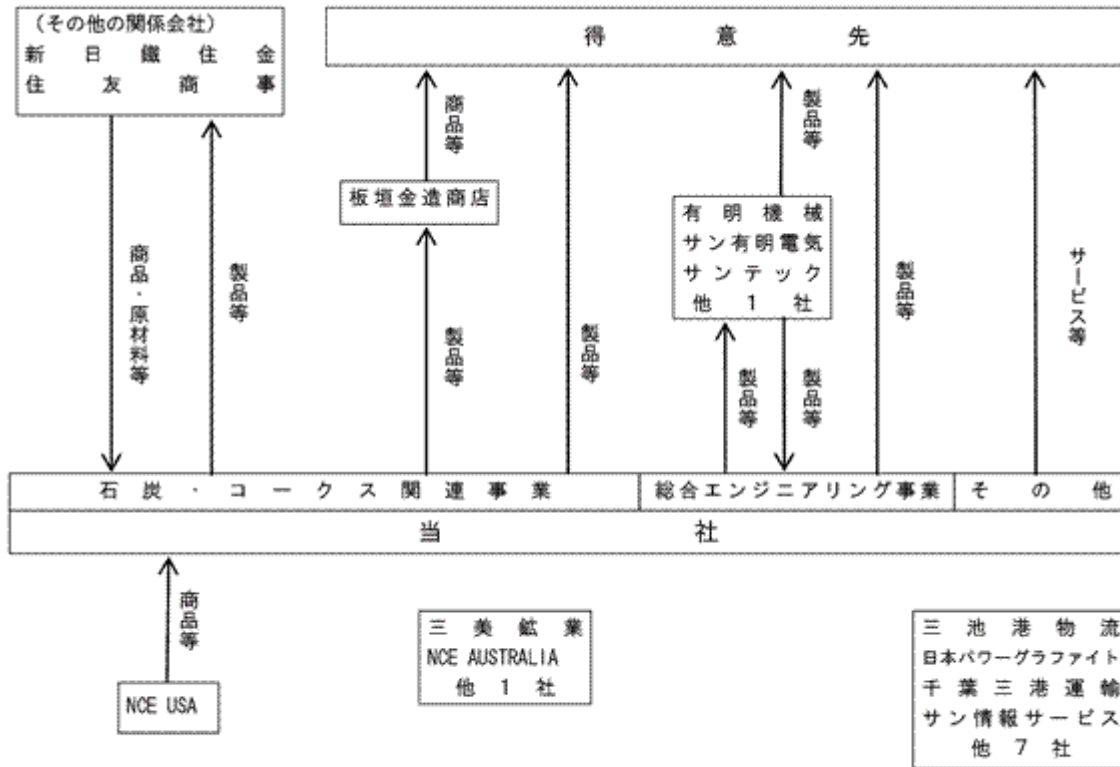 (その他の関係会社)
新日鐵住金
住友商事
得意先
商品等
製品等
板垣金造商店
有明機械
サン有明電気
サンテック
他1社
商品・原材料等
製品等
製品等
製品等
製品等
製品等
製品等
サービス等
石炭・コークス関連事業
総合エンジニアリング事業
その他
当社
商品等
NCE USA
三美鉱業
NCE AUSTRALIA
他1社
三池港物流
日本パワーグラファイト
千葉三港運輸
サン情報サービス
他7社